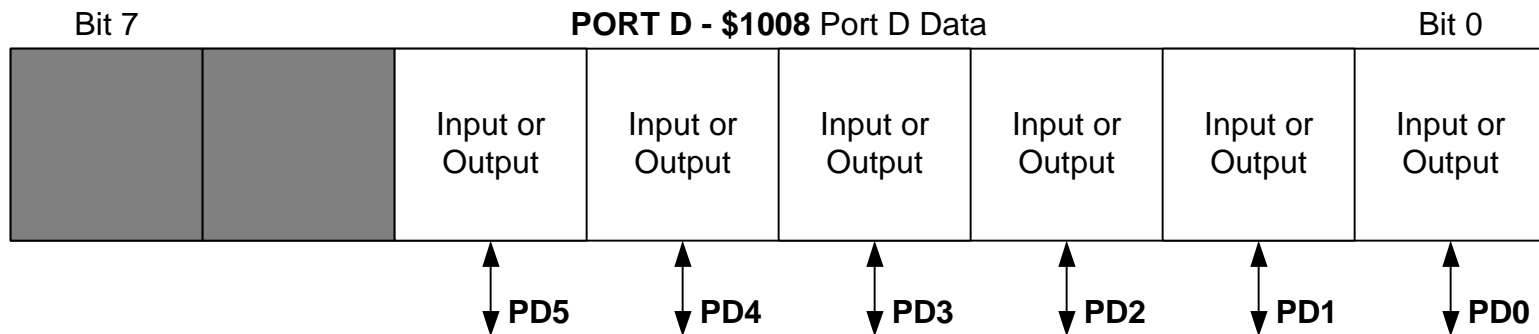 Bit 7 PORT D - $1008 Port D Data Bit 0
Input or Output
Input or Output
Input or Output
Input or Output
Input or Output
Input or Output
PD5 PD4 PD3 PD2 PD1 PD0